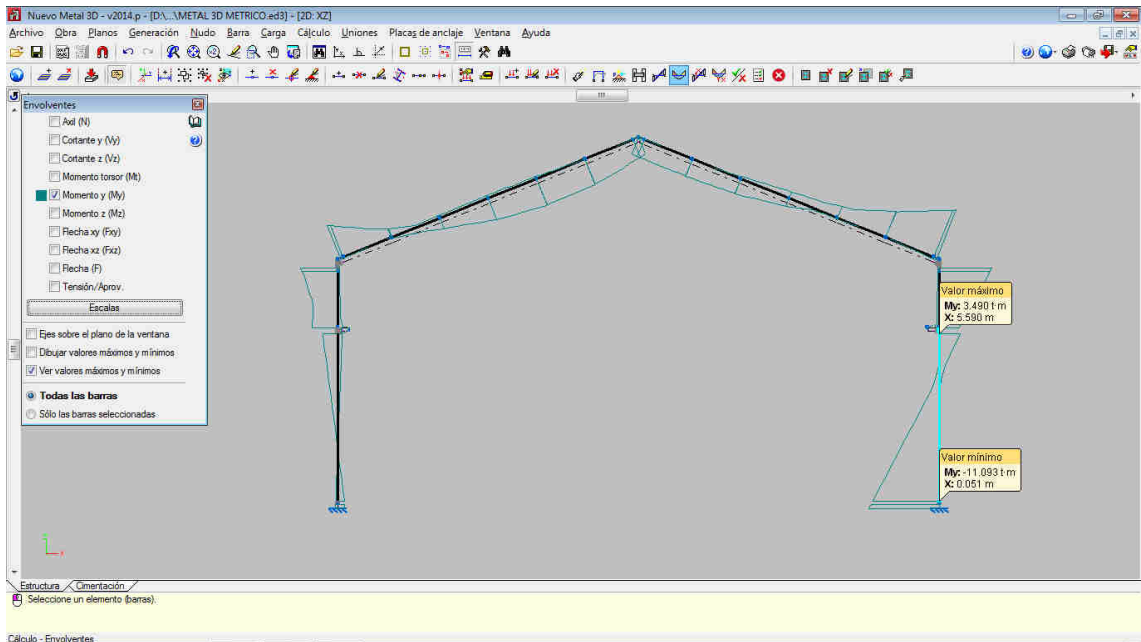 Nuevo Metal 3D - v2014.p - [D:\...\METAL 3D METRICO.ed3] - [2D: XZ]
Archivo Obra Planos Generación Nudo Barra Carga Cálculo Uniones Placas de anclaje Ventana Ayuda
Envolventes
Axil (N)
Cortante y (Vy)
Cortante z (Vz)
Momento torsor (Mt)
Momento y (My)
Momento z (Mz)
Flecha xy (Fxy)
Flecha xz (Fxz)
Flecha (F)
Tensión/Aprov.
Escalas
Ejes sobre el plano de la ventana
Dibujar valores máximos y mínimos
Ver valores máximos y mínimos
Todas las barras
Sólo las barras seleccionadas
Valor máximo
My: 3.490 t·m
X: 5.590 m
Valor mínimo
My: -11.093 t·m
X: 0.051 m
Estructura Cimentación
Seleccione un elemento (barras).
Cálculo - Envolventes